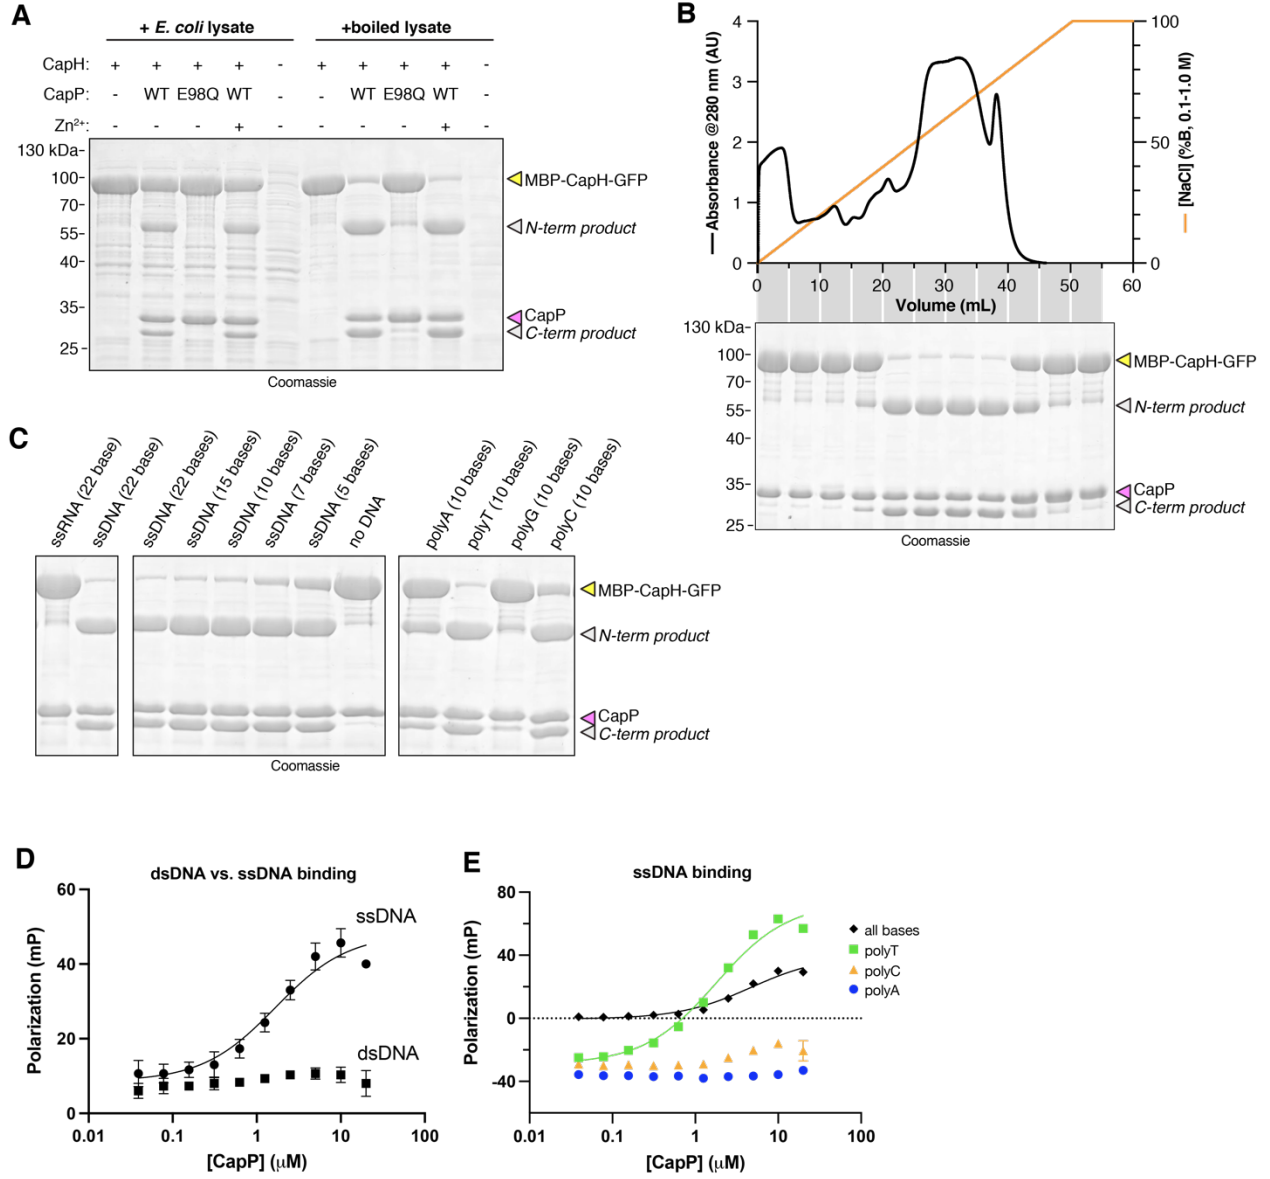 A
+ E. coli lysate
+boiled lysate
CapH: + + + + - + + + + -
CapP: - WT E98Q WT - - WT E98Q WT -
Zn²⁺: - - - + - - - - + -
130 kDa-
100-
70-
55-
40-
35-
25-
MBP-CapH-GFP
N-term product
CapP
C-term product
Coomassie
B
Absorbance @280 nm (AU)
4
3
2
1
0
100
50
0
[NaCl] (%B, 0.1-1.0 M)
0 10 20 30 40 50 60
Volume (mL)
130 kDa-
100-
70-
55-
40-
35-
25-
MBP-CapH-GFP
N-term product
CapP
C-term product
Coomassie
C
ssRNA (22 base)
ssDNA (22 base)
ssDNA (22 bases)
ssDNA (15 bases)
ssDNA (10 bases)
ssDNA (7 bases)
ssDNA (5 bases)
no DNA
polyA (10 bases)
polyT (10 bases)
polyG (10 bases)
polyC (10 bases)
MBP-CapH-GFP
N-term product
CapP
C-term product
Coomassie
D
dsDNA vs. ssDNA binding
Polarization (mP)
60
40
20
0
ssDNA
dsDNA
0.01 0.1 1 10 100
[CapP] (μM)
E
ssDNA binding
Polarization (mP)
80
40
0
-40
all bases
polyT
polyC
polyA
0.01 0.1 1 10 100
[CapP] (μM)